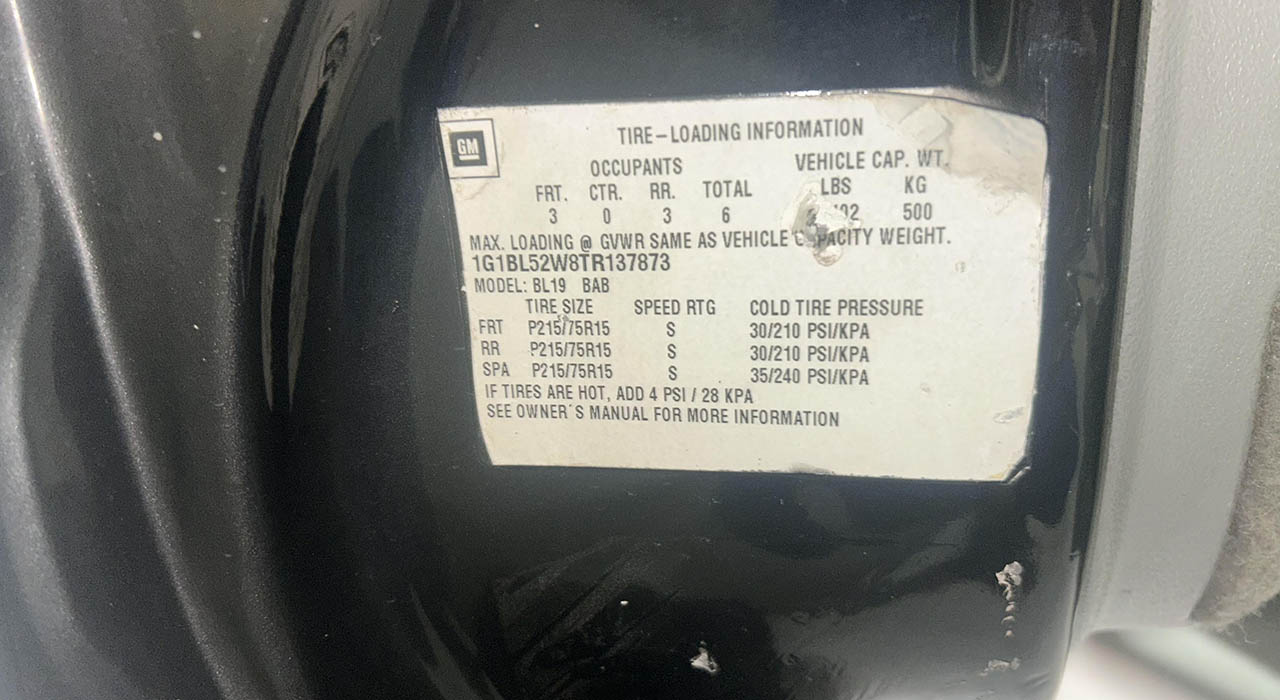 GM
TIRE-LOADING INFORMATION
OCCUPANTS VEHICLE CAP. WT.
FRT. CTR. RR. TOTAL LBS KG
3 0 3 6 500
MAX. LOADING @ GVWR SAME AS VEHICLE CAPACITY WEIGHT.
1G1BL52W8TR137873
MODEL: BL19 BAB
TIRE SIZE SPEED RTG COLD TIRE PRESSURE
FRT P215/75R15 S 30/210 PSI/KPA
RR P215/75R15 S 30/210 PSI/KPA
SPA P215/75R15 S 35/240 PSI/KPA
IF TIRES ARE HOT, ADD 4 PSI / 28 KPA
SEE OWNER´S MANUAL FOR MORE INFORMATION